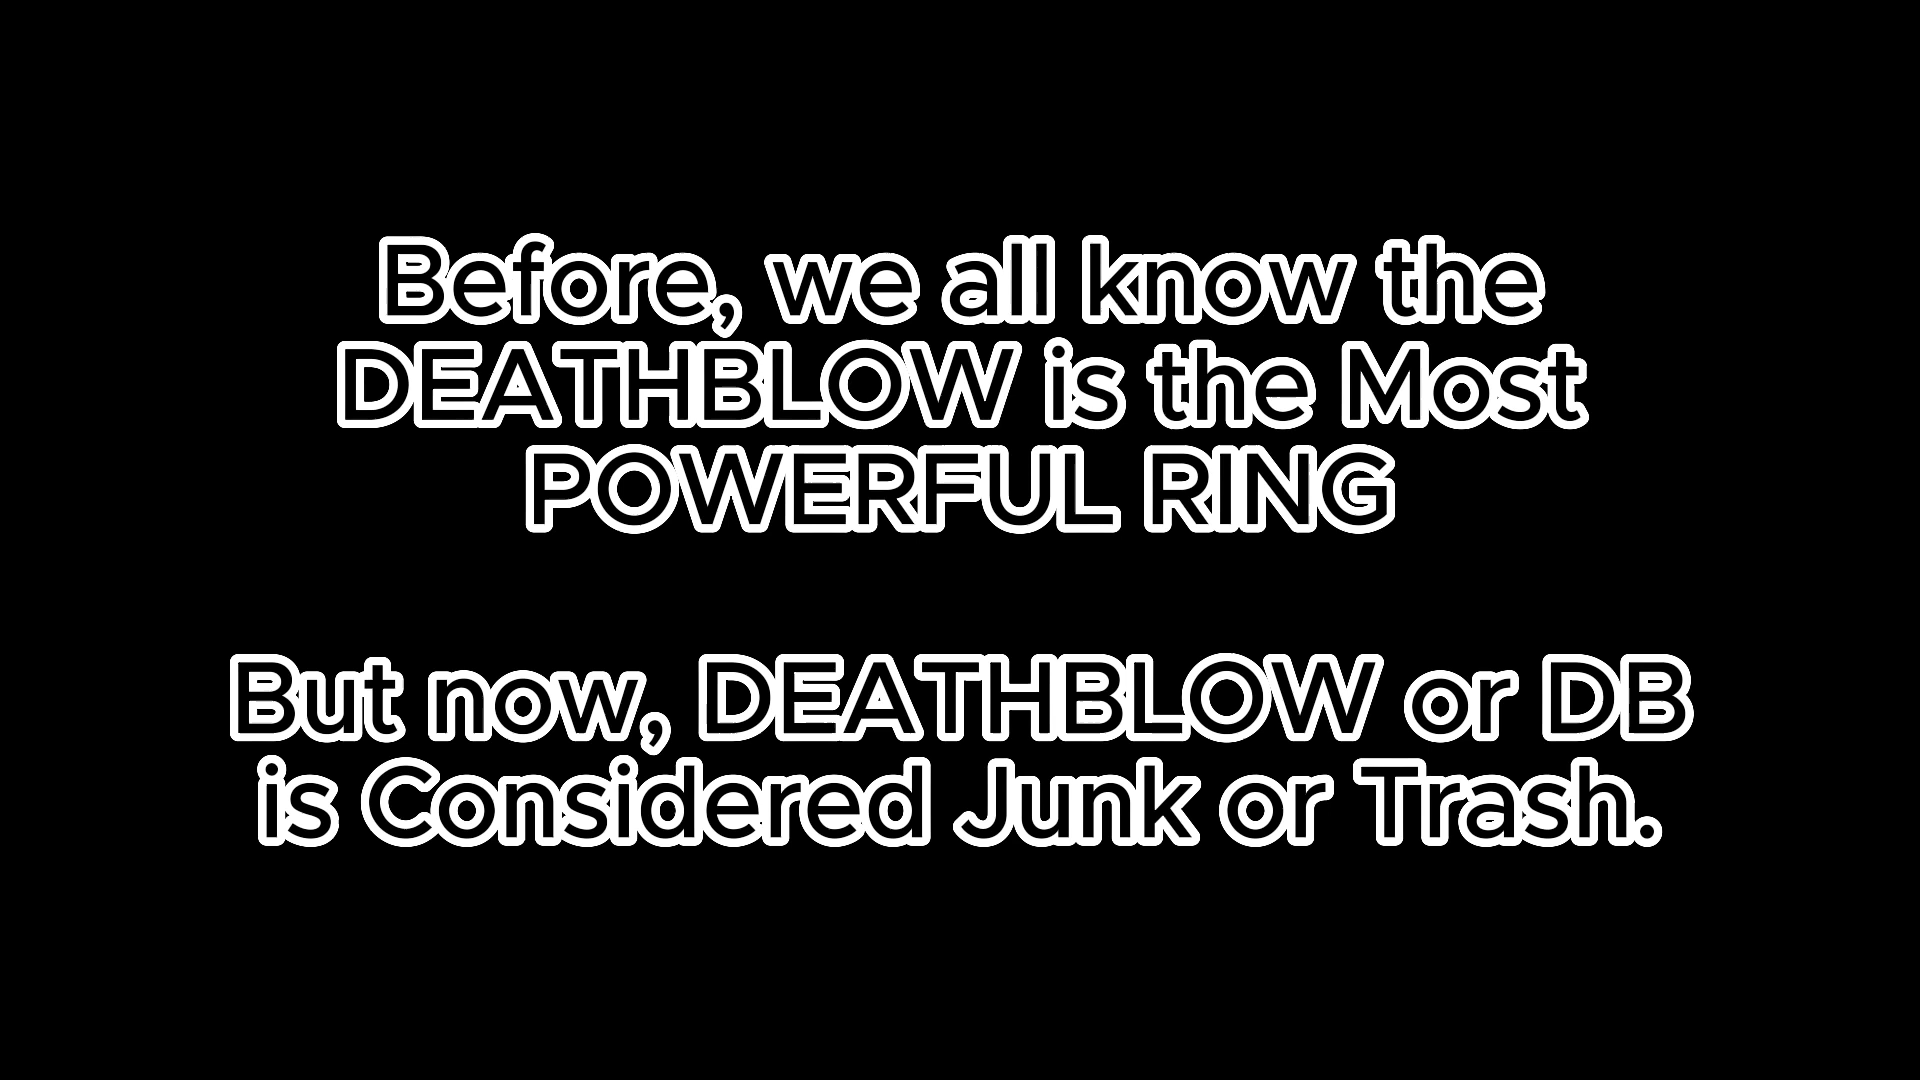 Before, we all know the
DEATHBLOW is the Most
POWERFUL RING
But now, DEATHBLOW or DB
is Considered Junk or Trash.